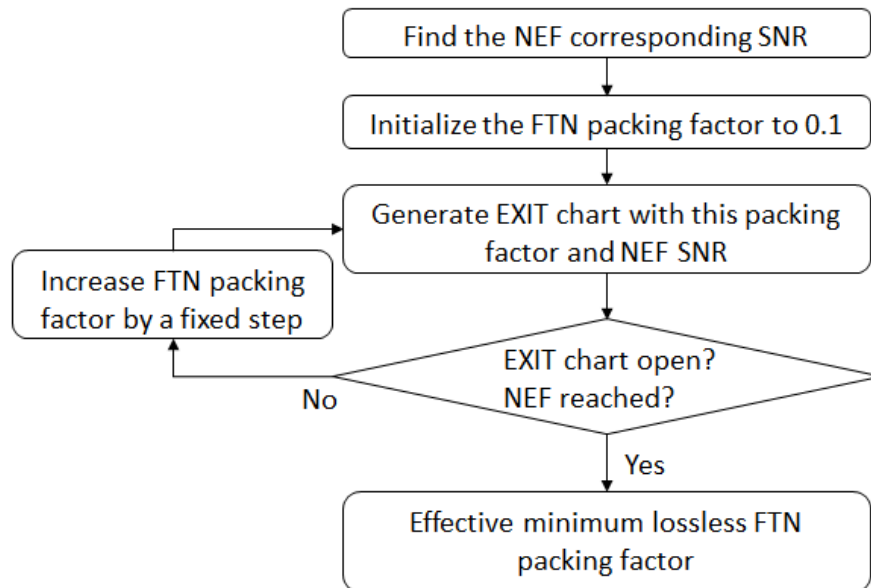 Find the NEF corresponding SNR
Initialize the FTN packing factor to 0.1
Generate EXIT chart with this packing
factor and NEF SNR
Increase FTN packing
factor by a fixed step
EXIT chart open?
NEF reached?
No
Yes
Effective minimum lossless FTN
packing factor